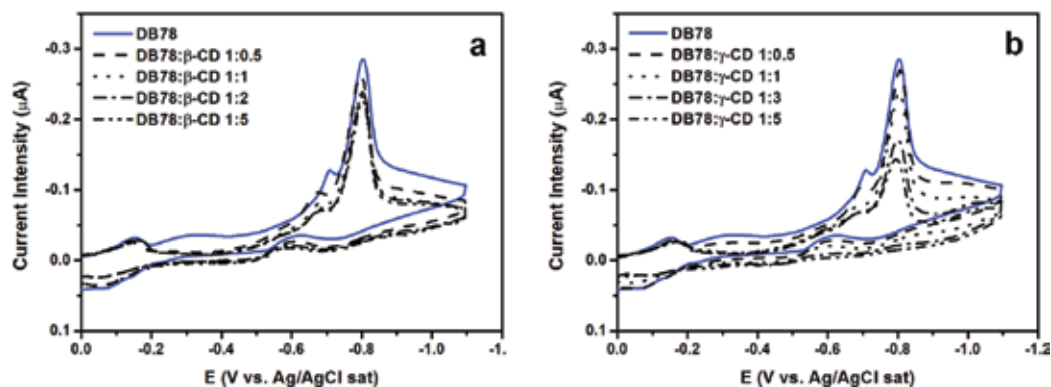 a
DB78
DB78:β-CD 1:0.5
DB78:β-CD 1:1
DB78:β-CD 1:2
DB78:β-CD 1:5
Current Intensity (μA)
-0.3
-0.2
-0.1
0.0
0.1
0.0 -0.2 -0.4 -0.6 -0.8 -1.0 -1.
E (V vs. Ag/AgCl sat)
b
DB78
DB78:γ-CD 1:0.5
DB78:γ-CD 1:1
DB78:γ-CD 1:3
DB78:γ-CD 1:5
Current Intensity (μA)
-0.3
-0.2
-0.1
0.0
0.1
0.0 -0.2 -0.4 -0.6 -0.8 -1.0 -1.2
E (V vs. Ag/AgCl sat)